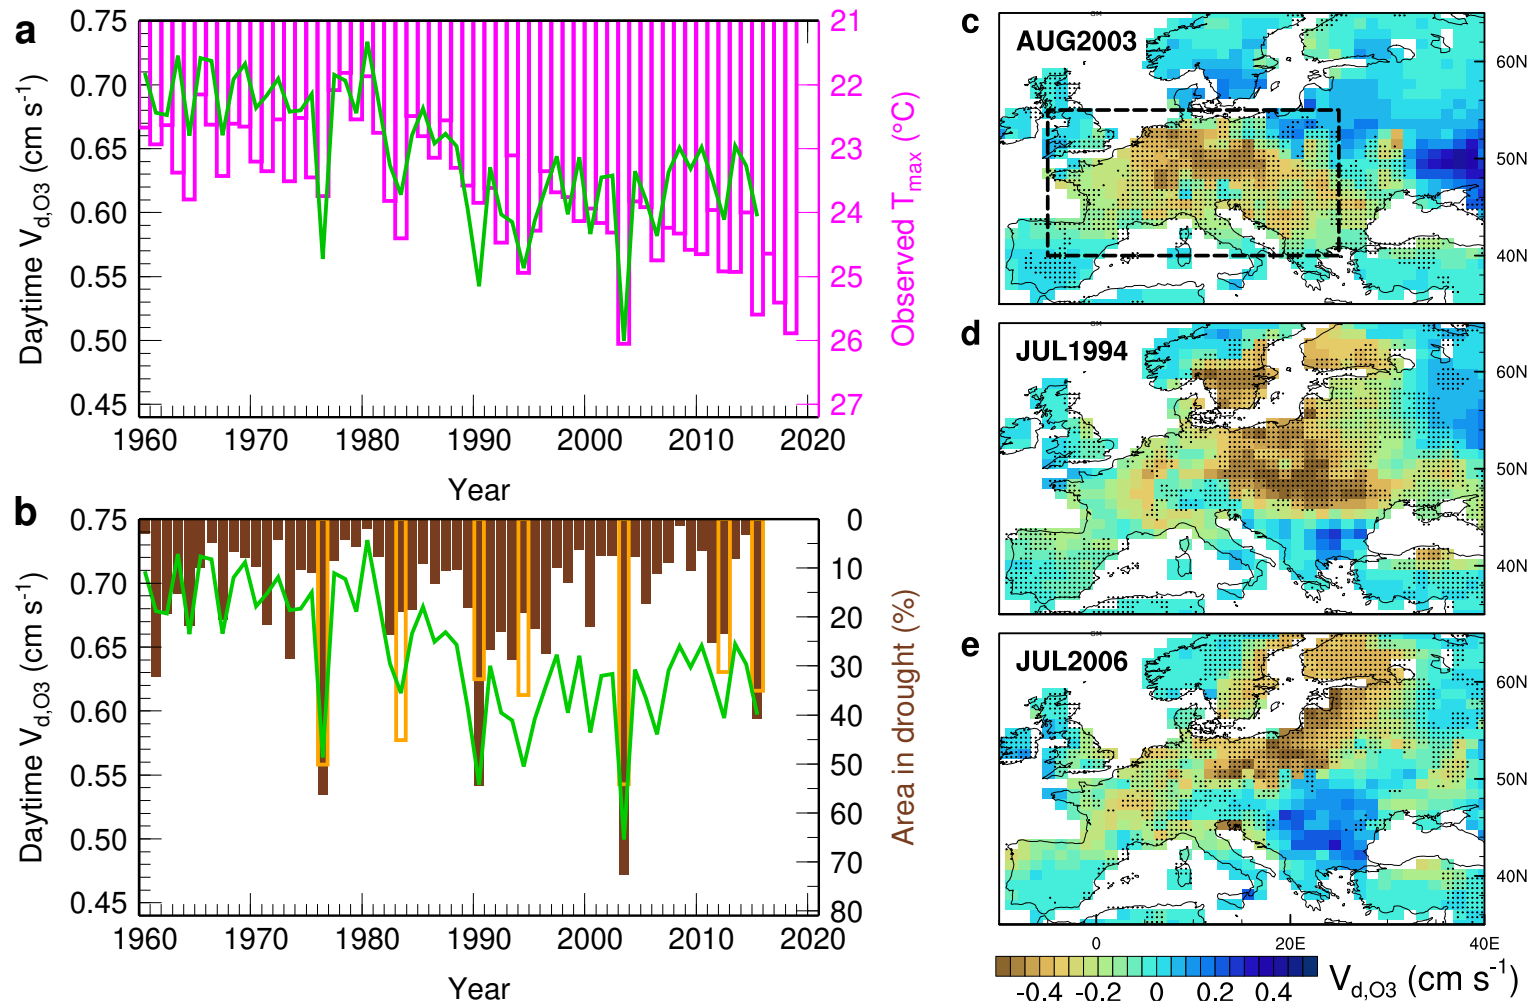 a
0.75
0.70
0.65
0.60
0.55
0.50
0.45
Daytime V_d,O3 (cm s^-1)
21
22
23
24
25
26
27
Observed T_max (°C)
1960 1970 1980 1990 2000 2010 2020
Year
b
0.75
0.70
0.65
0.60
0.55
0.50
0.45
Daytime V_d,O3 (cm s^-1)
0
10
20
30
40
50
60
70
80
Area in drought (%)
1960 1970 1980 1990 2000 2010 2020
Year
c
AUG2003
60N
50N
40N
d
GM
JUL1994
60N
50N
40N
e
GM
JUL2006
60N
50N
40N
0 20E 40E
-0.4 -0.2 0 0.2 0.4
V_d,O3 (cm s^-1)